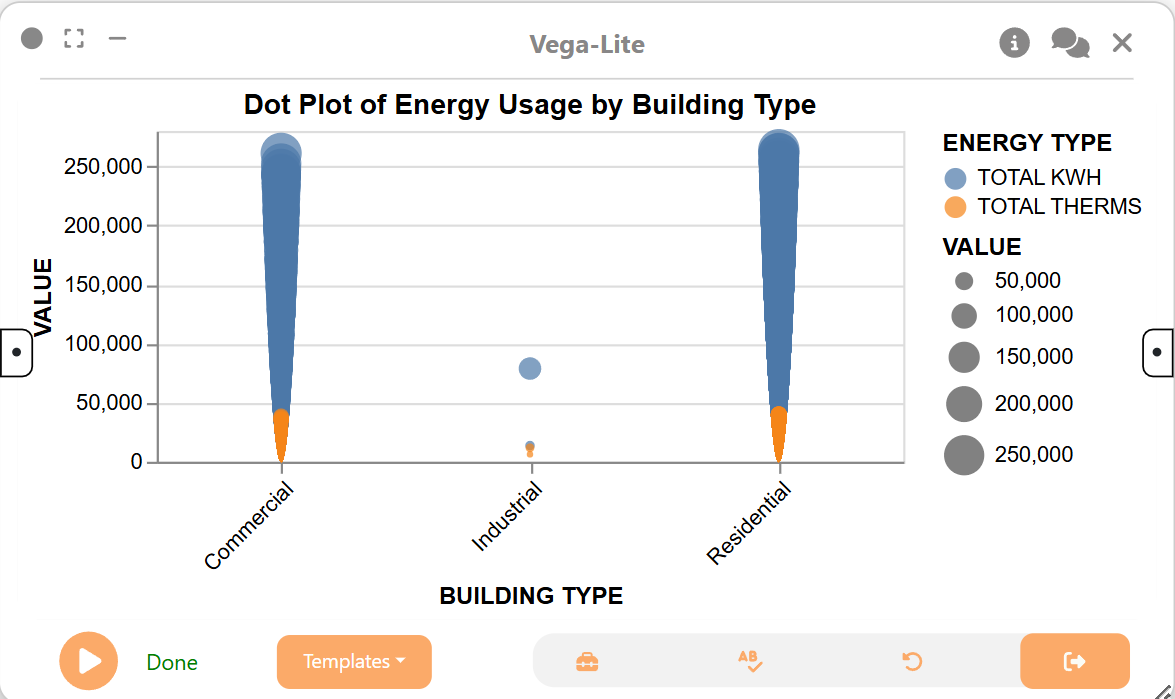 Vega-Lite
Dot Plot of Energy Usage by Building Type
VALUE
250,000
200,000
150,000
100,000
50,000
0
Commercial
Industrial
Residential
BUILDING TYPE
ENERGY TYPE
TOTAL KWH
TOTAL THERMS
VALUE
50,000
100,000
150,000
200,000
250,000
Done
Templates
AB